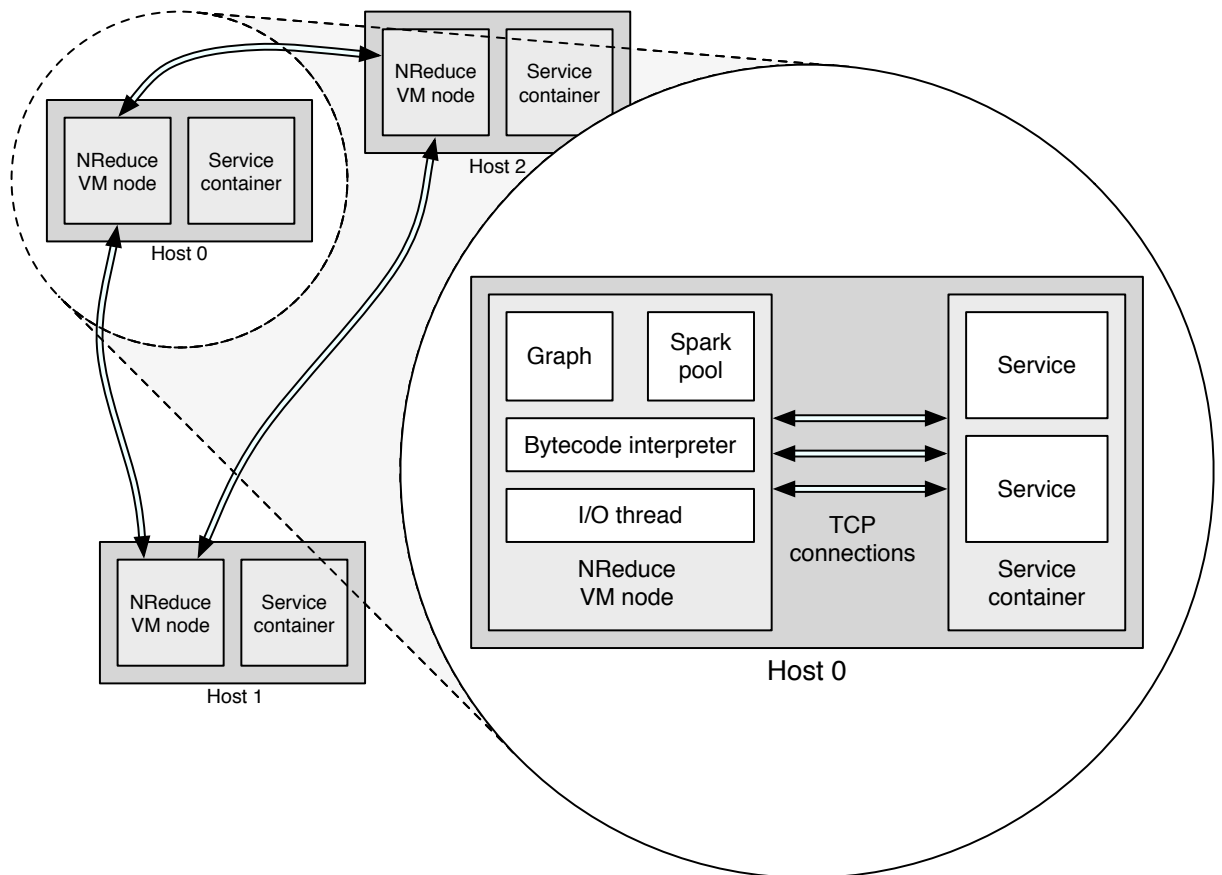 NReduce
VM node
Service
container
Host 2
NReduce
VM node
Service
container
Host 0
Graph
Spark
pool
Bytecode interpreter
I/O thread
NReduce
VM node
TCP
connections
Service
Service
Service
container
Host 0
NReduce
VM node
Service
container
Host 1